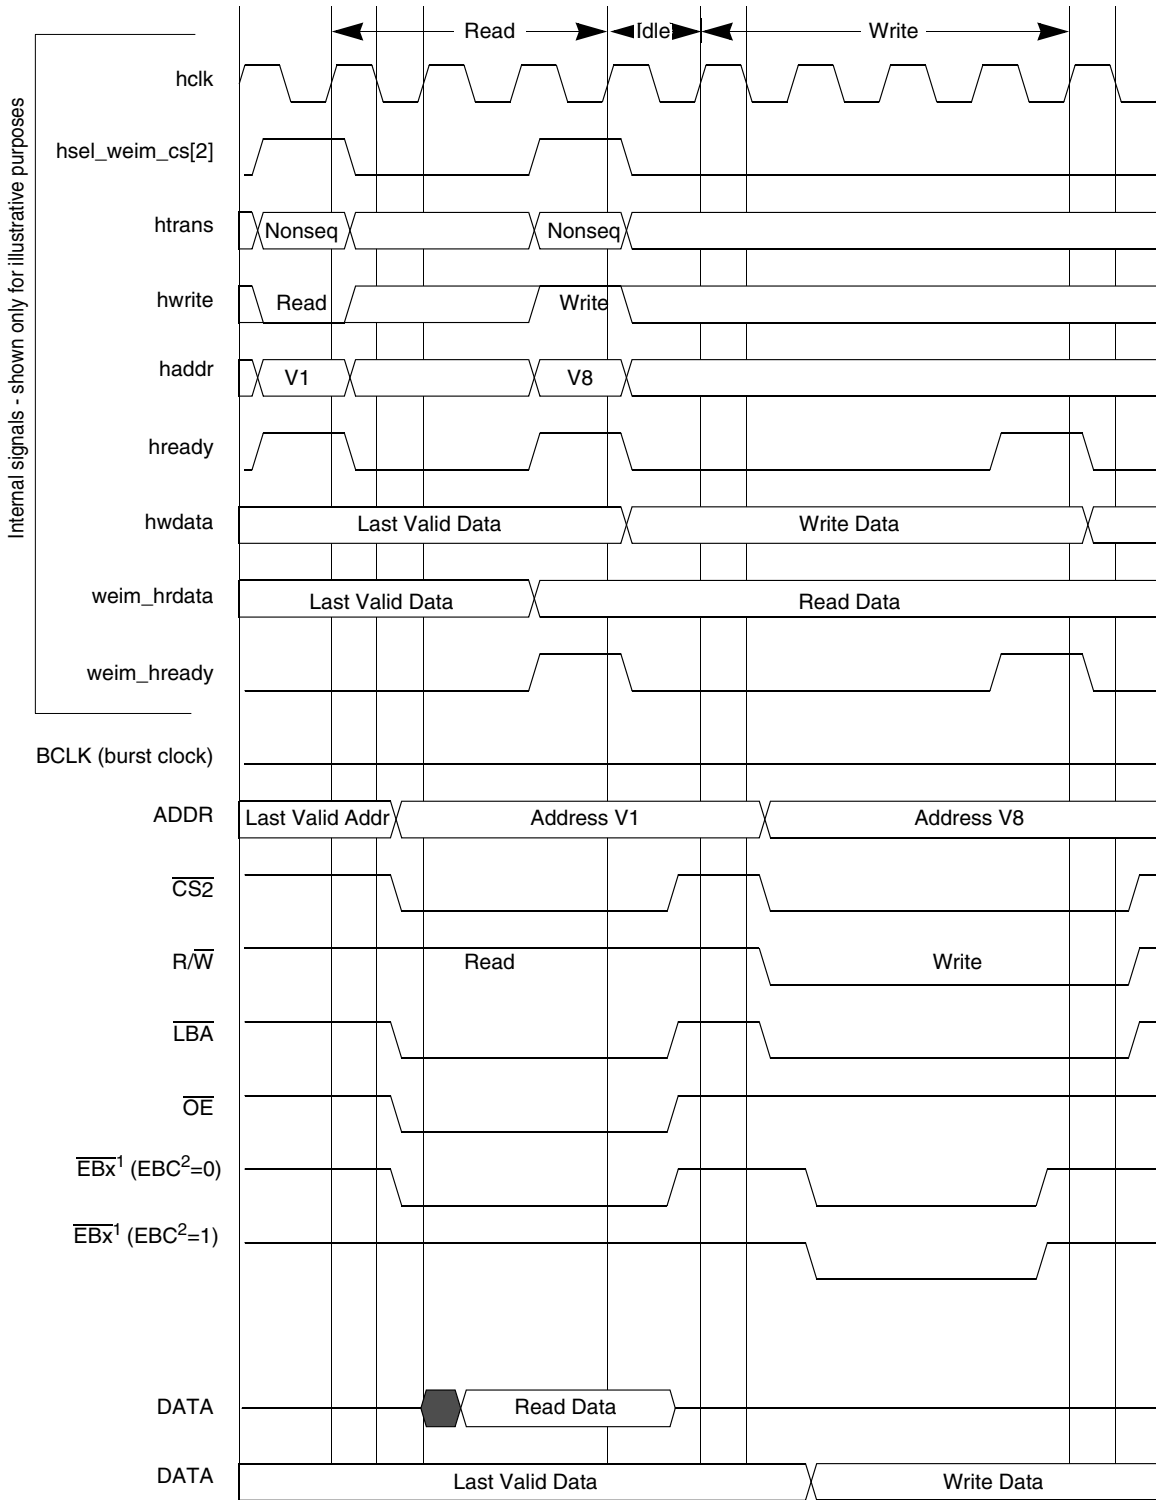 Read Idle Write
Internal signals - shown only for illustrative purposes
hclk
hsel_weim_cs[2]
htrans Nonseq Nonseq
hwrite Read Write
haddr V1 V8
hready
hwdata Last Valid Data Write Data
weim_hrdata Last Valid Data Read Data
weim_hready
BCLK (burst clock)
ADDR Last Valid Addr Address V1 Address V8
CS2
R/W Read Write
LBA
OE
EBx1 (EBC2=0)
EBx1 (EBC2=1)
DATA Read Data
DATA Last Valid Data Write Data